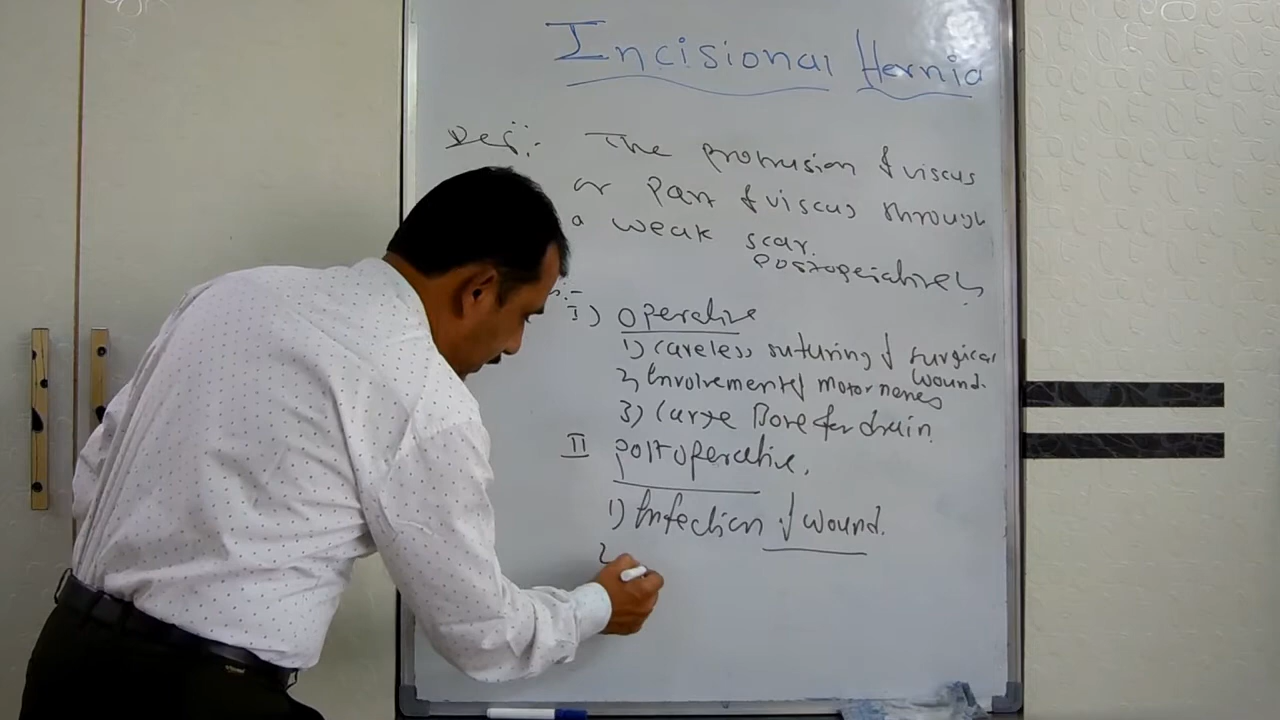 Incisional Hernia
Def:- The protrusion of viscus
or part of viscus through
a weak scar.
postoperatively
I) operative
1) careless suturing of surgical
wound.
2) Involvement of motor nerves
3) Large Bore for drain.
II postoperative.
1) Infection of wound.
2